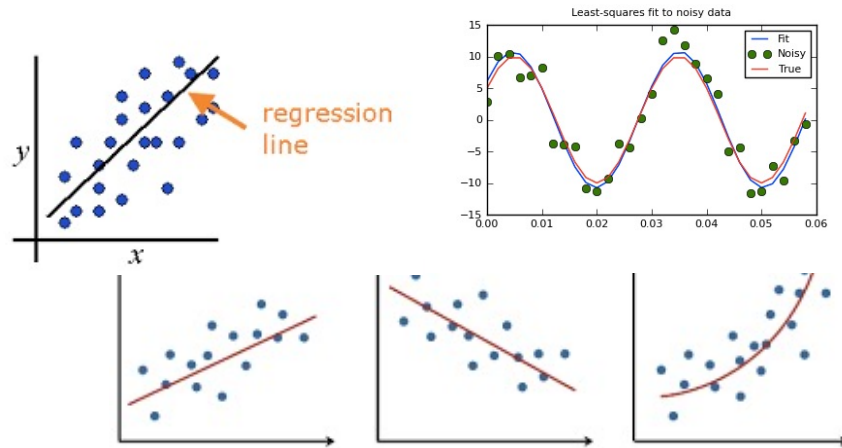 y
x
regression
line
Least-squares fit to noisy data
Fit
Noisy
True
15
10
5
0
−5
−10
−15
0.00
0.01
0.02
0.03
0.04
0.05
0.06